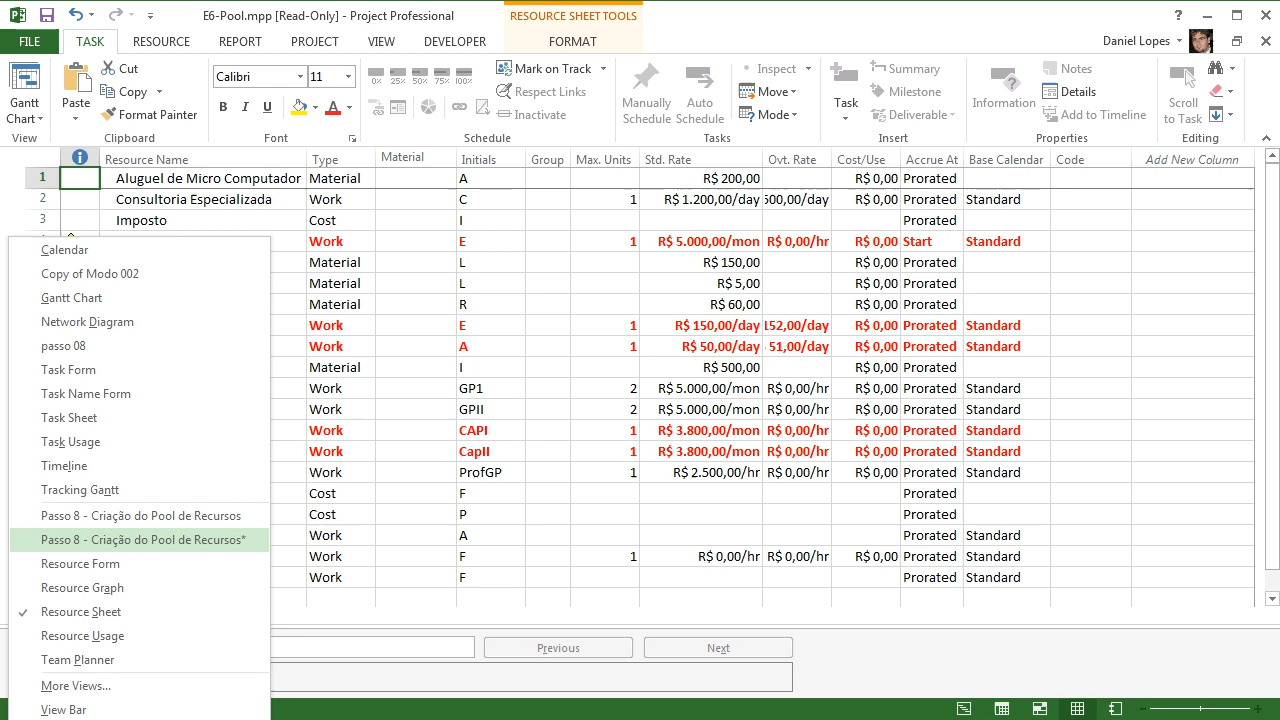 E6-Pool.mpp [Read-Only] - Project Professional
RESOURCE SHEET TOOLS
FILE TASK RESOURCE REPORT PROJECT VIEW DEVELOPER FORMAT
Daniel Lopes
Gantt Chart
View
Paste
Cut
Copy
Format Painter
Clipboard
Calibri 11
B I U A
Font
0% 25% 50% 75% 100%
Mark on Track
Respect Links
Inactivate
Schedule
Manually Schedule
Auto Schedule
Inspect
Move
Mode
Tasks
Task
Summary
Milestone
Deliverable
Insert
Information
Notes
Details
Add to Timeline
Properties
Scroll to Task
Editing
Resource Name Type Material Initials Group Max. Units Std. Rate Ovt. Rate Cost/Use Accrue At Base Calendar Code Add New Column
1 Aluguel de Micro Computador Material A R$ 200,00 R$ 0,00 Prorated
2 Consultoria Especializada Work C 1 R$ 1.200,00/day 500,00/day R$ 0,00 Prorated Standard
3 Imposto Cost I Prorated
Work E 1 R$ 5.000,00/mon R$ 0,00/hr R$ 0,00 Start Standard
Material L R$ 150,00 R$ 0,00 Prorated
Material L R$ 5,00 R$ 0,00 Prorated
Material R R$ 60,00 R$ 0,00 Prorated
Work E 1 R$ 150,00/day 152,00/day R$ 0,00 Prorated Standard
Work A 1 R$ 50,00/day 51,00/day R$ 0,00 Prorated Standard
Material I R$ 500,00 R$ 0,00 Prorated
Work GP1 2 R$ 5.000,00/mon R$ 0,00/hr R$ 0,00 Prorated Standard
Work GPII 2 R$ 5.000,00/mon R$ 0,00/hr R$ 0,00 Prorated Standard
Work CAPI 1 R$ 3.800,00/mon R$ 0,00/hr R$ 0,00 Prorated Standard
Work CapII 1 R$ 3.800,00/mon R$ 0,00/hr R$ 0,00 Prorated Standard
Work ProfGP 1 R$ 2.500,00/hr R$ 0,00/hr R$ 0,00 Prorated Standard
Cost F Prorated
Cost P Prorated
Work A Prorated Standard
Work F 1 R$ 0,00/hr R$ 0,00/hr R$ 0,00 Prorated Standard
Work F Prorated Standard
Calendar
Copy of Modo 002
Gantt Chart
Network Diagram
passo 08
Task Form
Task Name Form
Task Sheet
Task Usage
Timeline
Tracking Gantt
Passo 8 - Criação do Pool de Recursos
Passo 8 - Criação do Pool de Recursos*
Resource Form
Resource Graph
Resource Sheet
Resource Usage
Team Planner
More Views...
View Bar
Previous Next